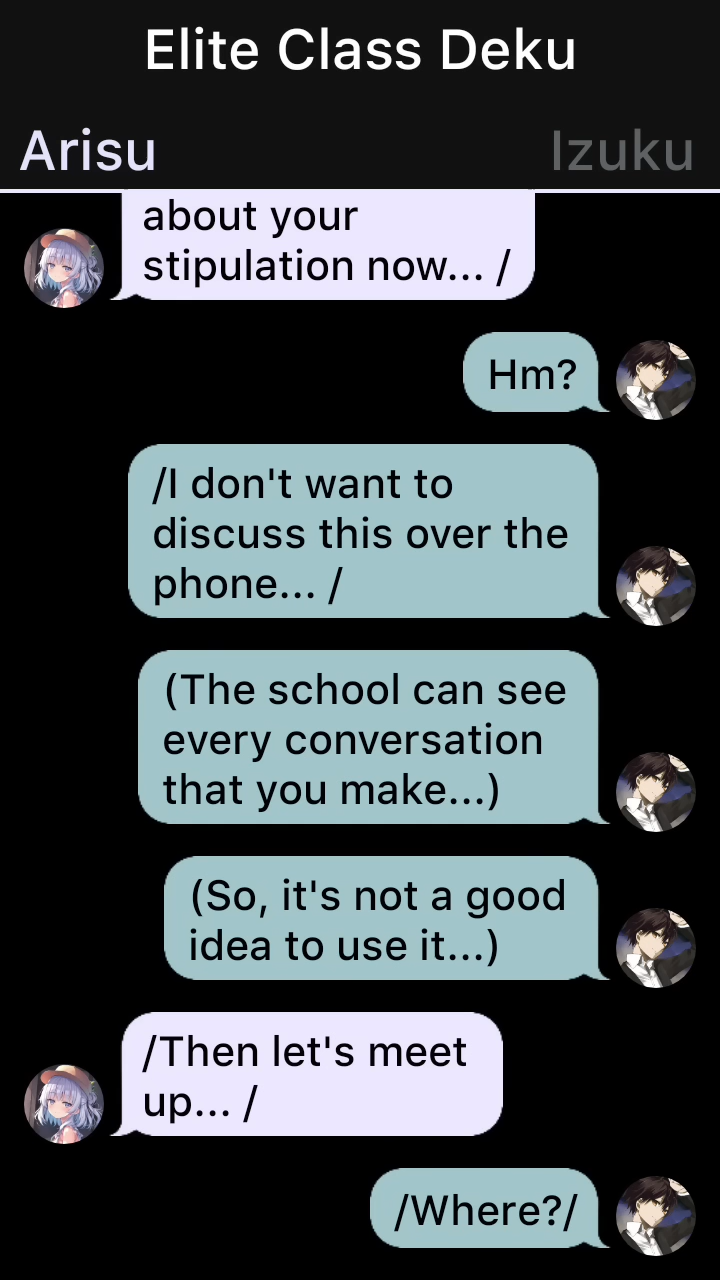 Elite Class Deku
Arisu
Izuku
about your
stipulation now... /
Hm?
/I don't want to
discuss this over the
phone... /
(The school can see
every conversation
that you make...)
(So, it's not a good
idea to use it...)
/Then let's meet
up... /
/Where?/